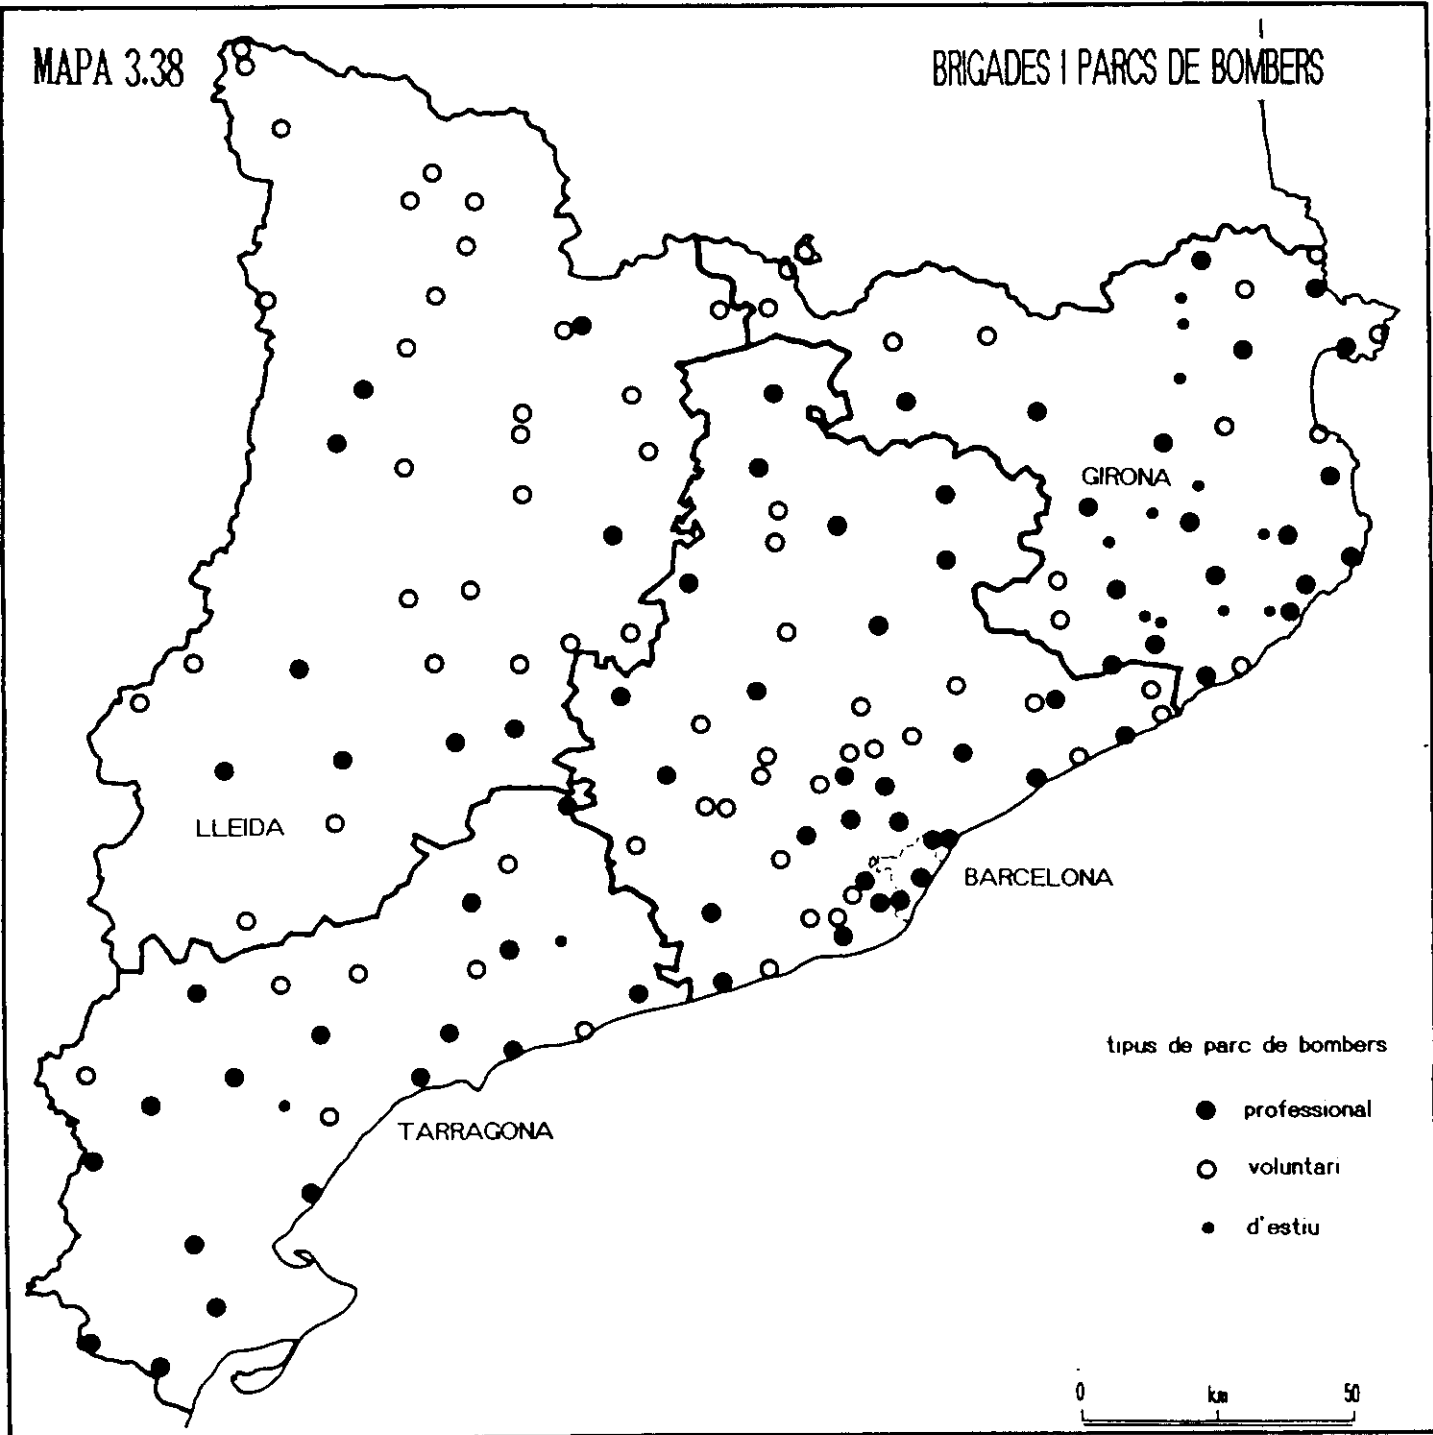 MAPA 3.38
BRIGADES I PARCS DE BOMBERS
GIRONA
LLEIDA
BARCELONA
TARRAGONA
tipus de parc de bombers
professional
voluntari
d'estiu
0 km 50